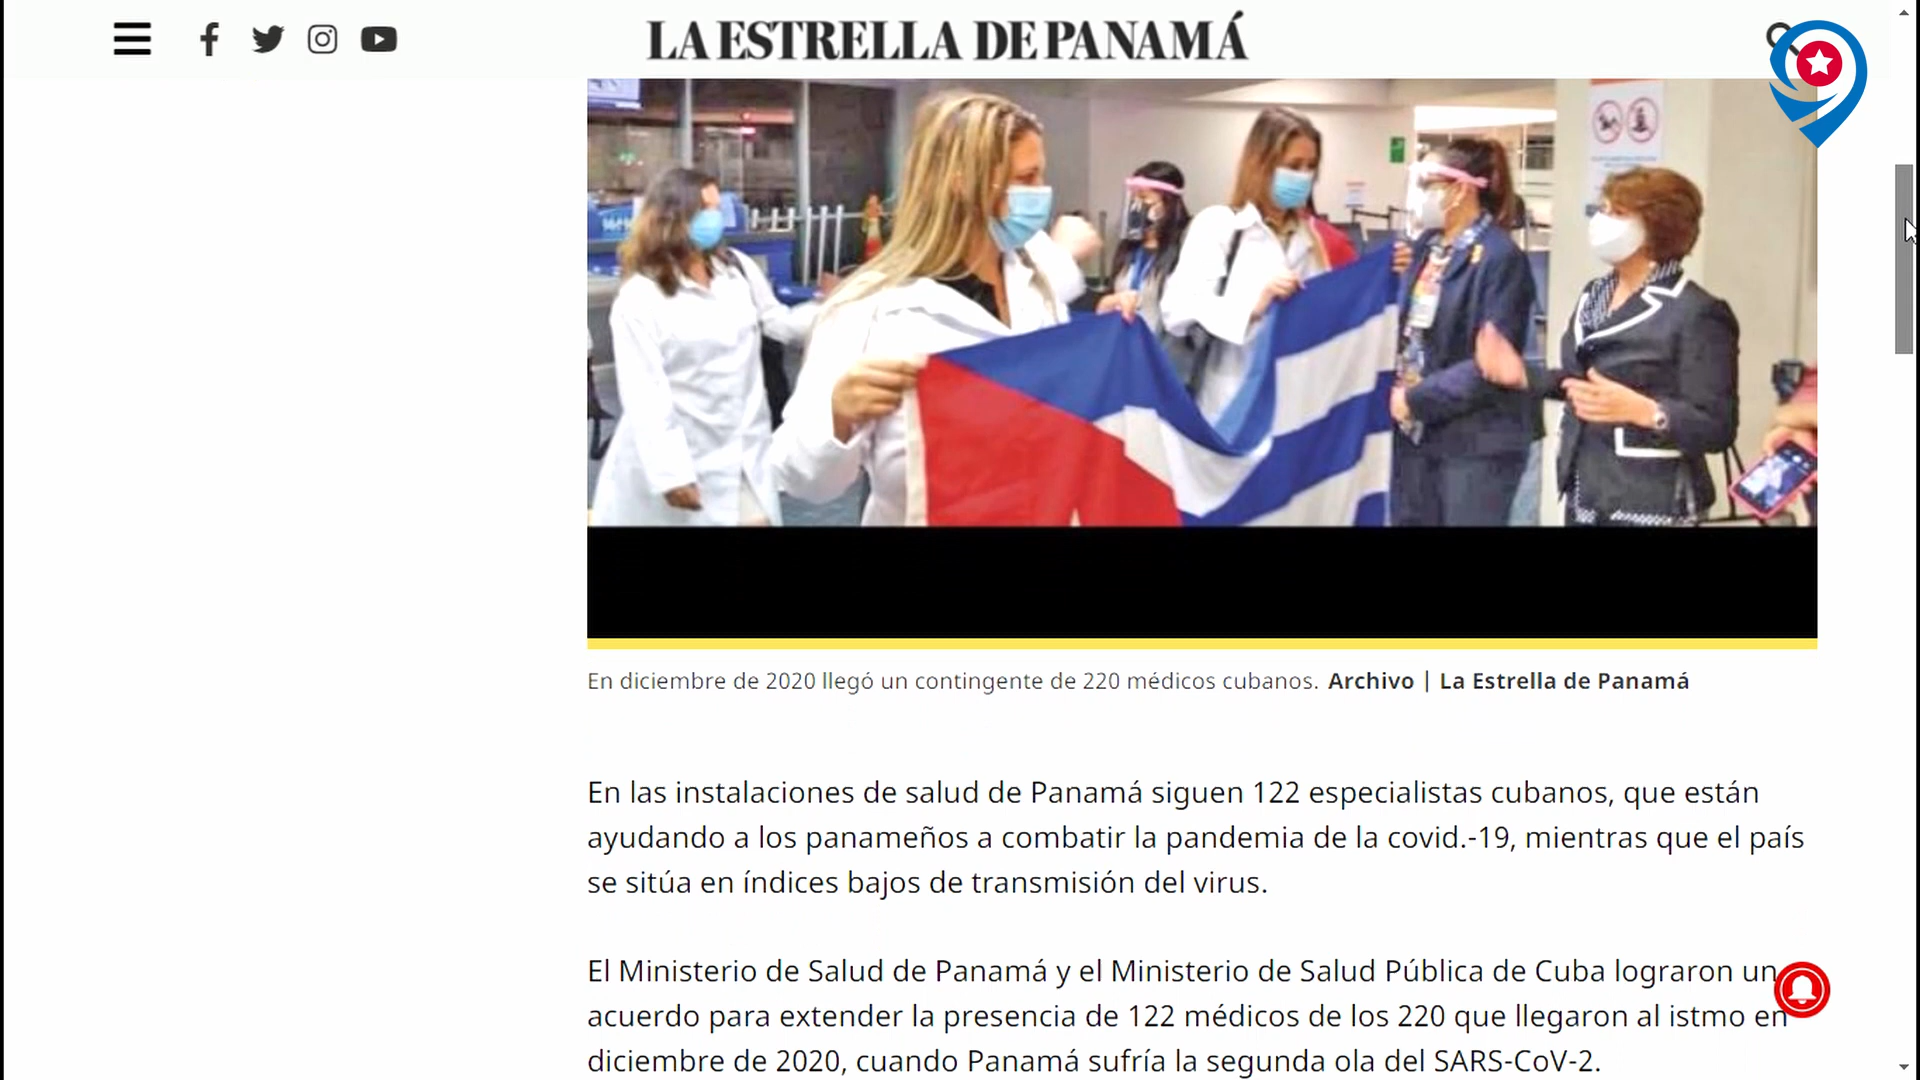 LA ESTRELLA DE PANAMÁ
En diciembre de 2020 llegó un contingente de 220 médicos cubanos. Archivo | La Estrella de Panamá
En las instalaciones de salud de Panamá siguen 122 especialistas cubanos, que están
ayudando a los panameños a combatir la pandemia de la covid.-19, mientras que el país
se sitúa en índices bajos de transmisión del virus.
El Ministerio de Salud de Panamá y el Ministerio de Salud Pública de Cuba lograron un
acuerdo para extender la presencia de 122 médicos de los 220 que llegaron al istmo en
diciembre de 2020, cuando Panamá sufría la segunda ola del SARS-CoV-2.